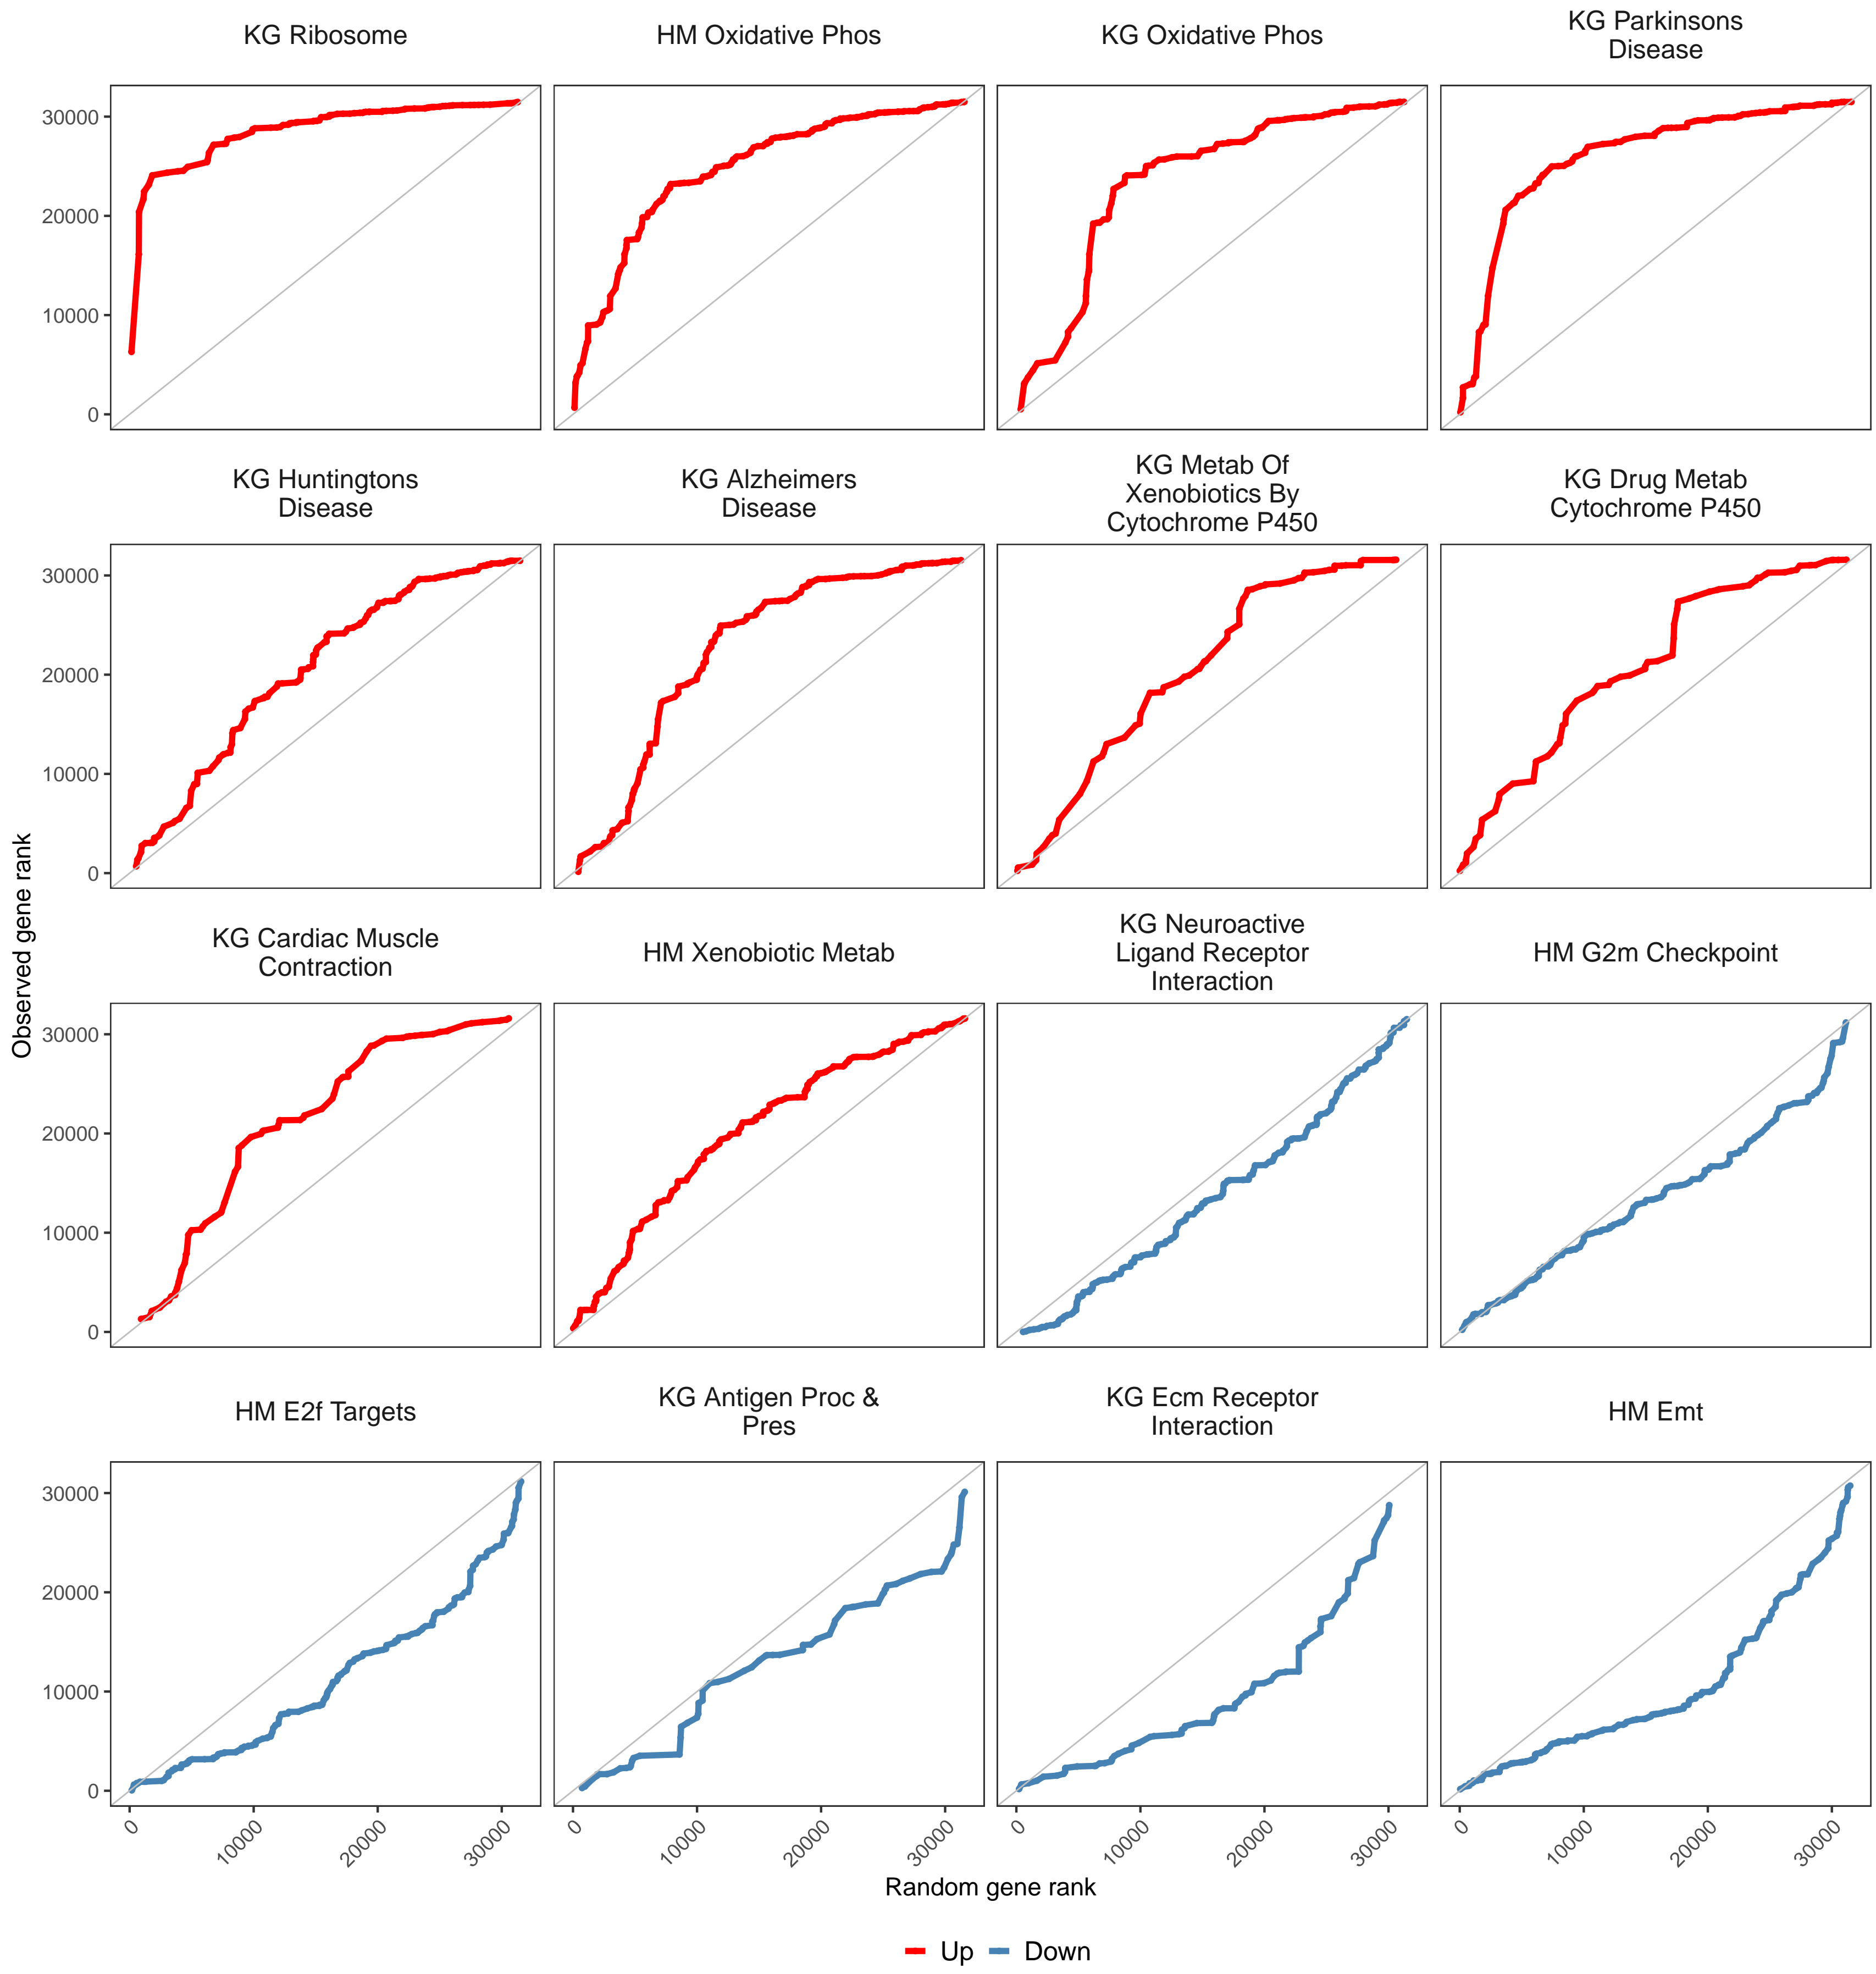 KG Ribosome
HM Oxidative Phos
KG Oxidative Phos
KG Parkinsons
Disease
30000
20000
10000
0
KG Huntingtons
Disease
KG Alzheimers
Disease
KG Metab Of
Xenobiotics By
Cytochrome P450
KG Drug Metab
Cytochrome P450
30000
20000
10000
0
Observed gene rank
KG Cardiac Muscle
Contraction
HM Xenobiotic Metab
KG Neuroactive
Ligand Receptor
Interaction
HM G2m Checkpoint
30000
20000
10000
0
HM E2f Targets
KG Antigen Proc &
Pres
KG Ecm Receptor
Interaction
HM Emt
30000
20000
10000
0
0 10000 20000 30000
0 10000 20000 30000
0 10000 20000 30000
0 10000 20000 30000
Random gene rank
Up Down